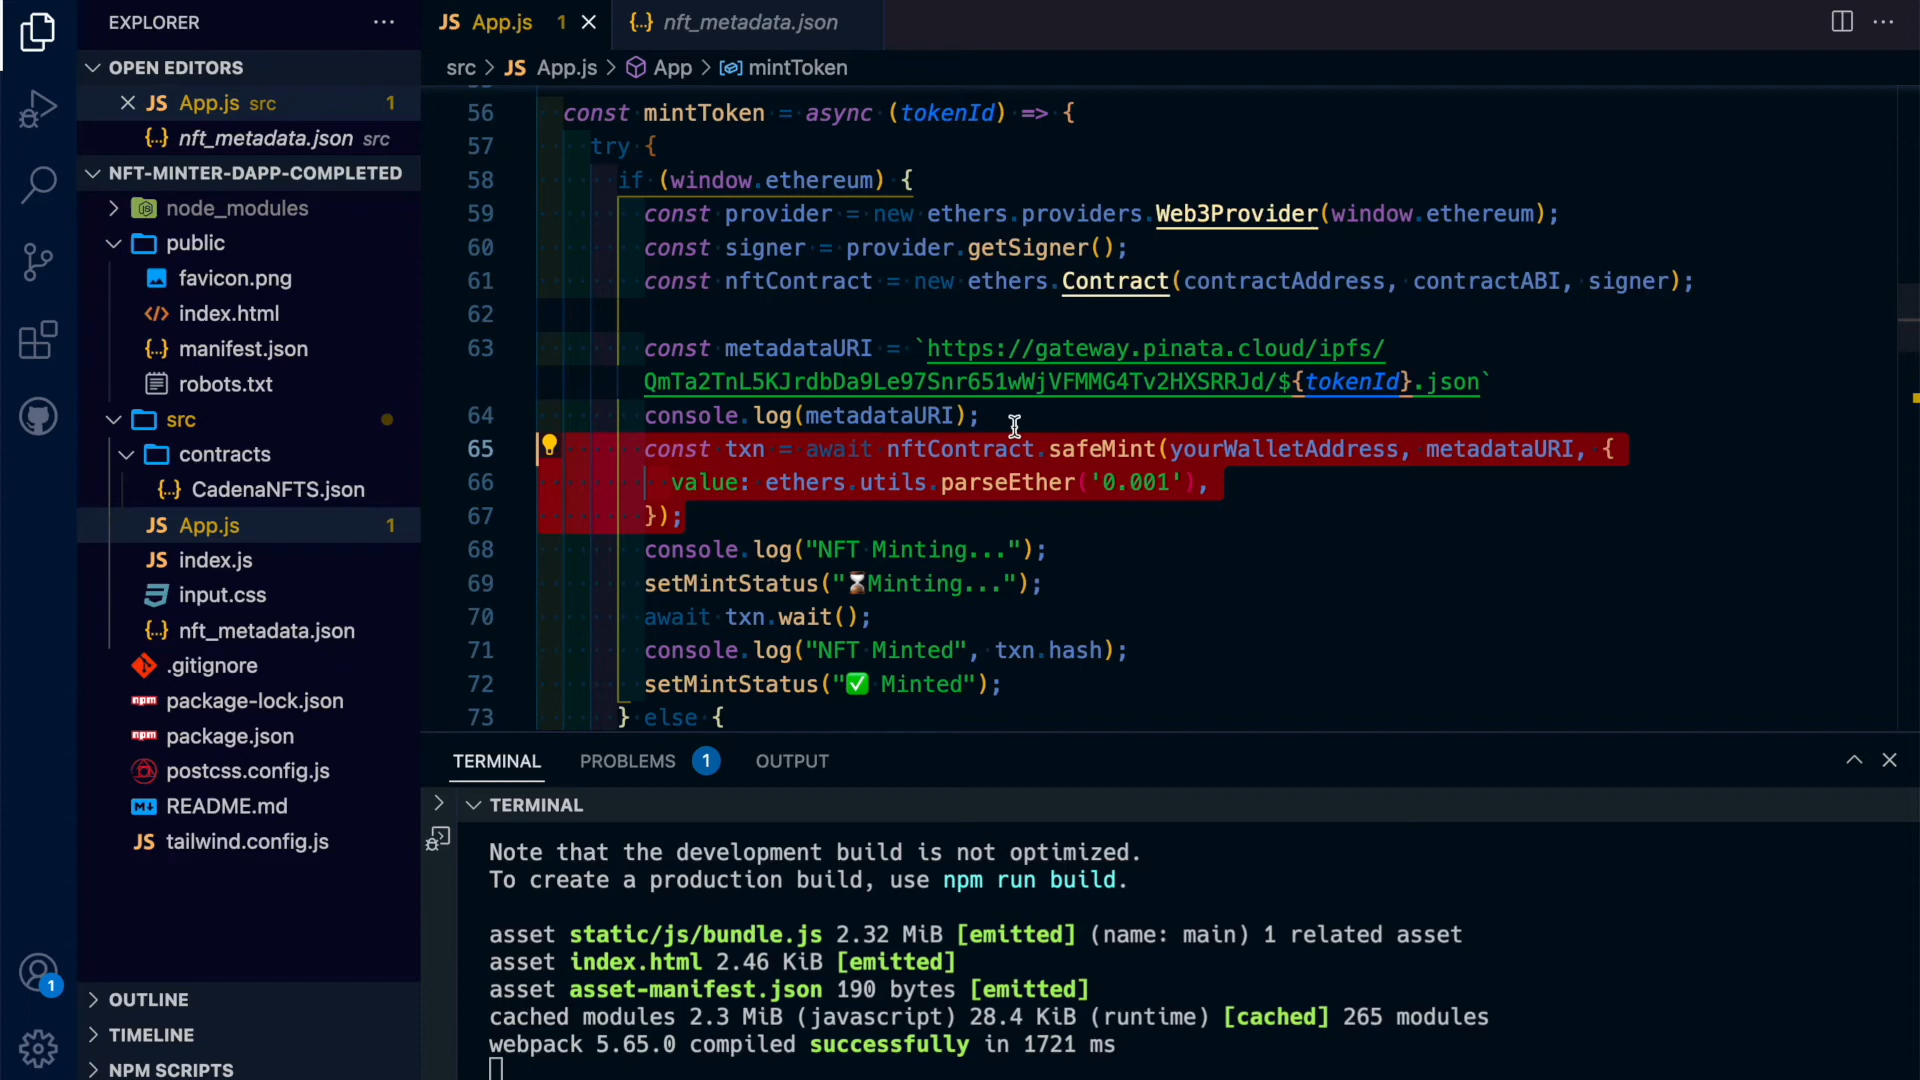 EXPLORER
OPEN EDITORS
App.js src 1
nft_metadata.json src
NFT-MINTER-DAPP-COMPLETED
node_modules
public
favicon.png
index.html
manifest.json
robots.txt
src
contracts
CadenaNFTS.json
App.js 1
index.js
input.css
nft_metadata.json
.gitignore
package-lock.json
package.json
postcss.config.js
README.md
tailwind.config.js
OUTLINE
TIMELINE
NPM SCRIPTS
1
JS App.js 1
{..} nft_metadata.json
src > JS App.js > App > mintToken
56 const mintToken = async (tokenId) => {
57 try {
58 if (window.ethereum) {
59 const provider = new ethers.providers.Web3Provider(window.ethereum);
60 const signer = provider.getSigner();
61 const nftContract = new ethers.Contract(contractAddress, contractABI, signer);
62
63 const metadataURI = `https://gateway.pinata.cloud/ipfs/
QmTa2TnL5KJrdbDa9Le97Snr651wWjVFMMG4Tv2HXSRRJd/${tokenId}.json`
64 console.log(metadataURI);
65 const txn = await nftContract.safeMint(yourWalletAddress, metadataURI, {
66 value: ethers.utils.parseEther('0.001'),
67 });
68 console.log("NFT Minting...");
69 setMintStatus("⌛Minting...");
70 await txn.wait();
71 console.log("NFT Minted", txn.hash);
72 setMintStatus("✅ Minted");
73 } else {
TERMINAL PROBLEMS 1 OUTPUT
TERMINAL
Note that the development build is not optimized.
To create a production build, use npm run build.
asset static/js/bundle.js 2.32 MiB [emitted] (name: main) 1 related asset
asset index.html 2.46 KiB [emitted]
asset asset-manifest.json 190 bytes [emitted]
cached modules 2.3 MiB (javascript) 28.4 KiB (runtime) [cached] 265 modules
webpack 5.65.0 compiled successfully in 1721 ms